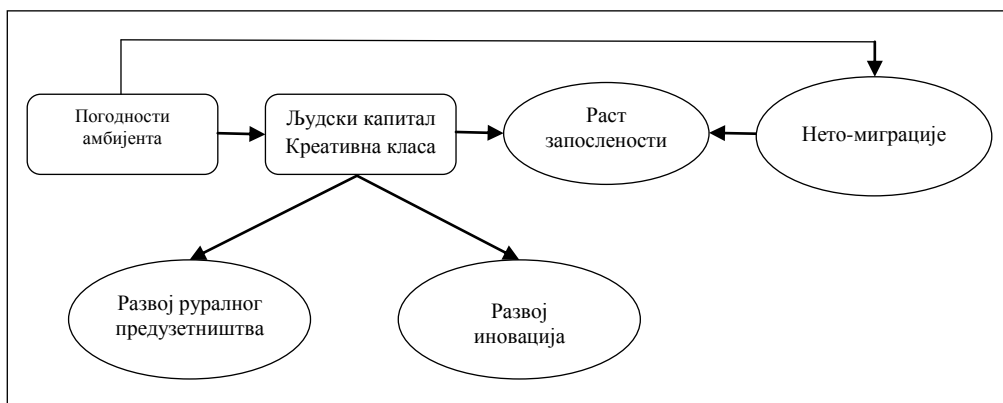 Погодности
амбијента
Људски капитал
Креативна класа
Раст
запослености
Нето-миграције
Развој руралног
предузетништва
Развој
иновација